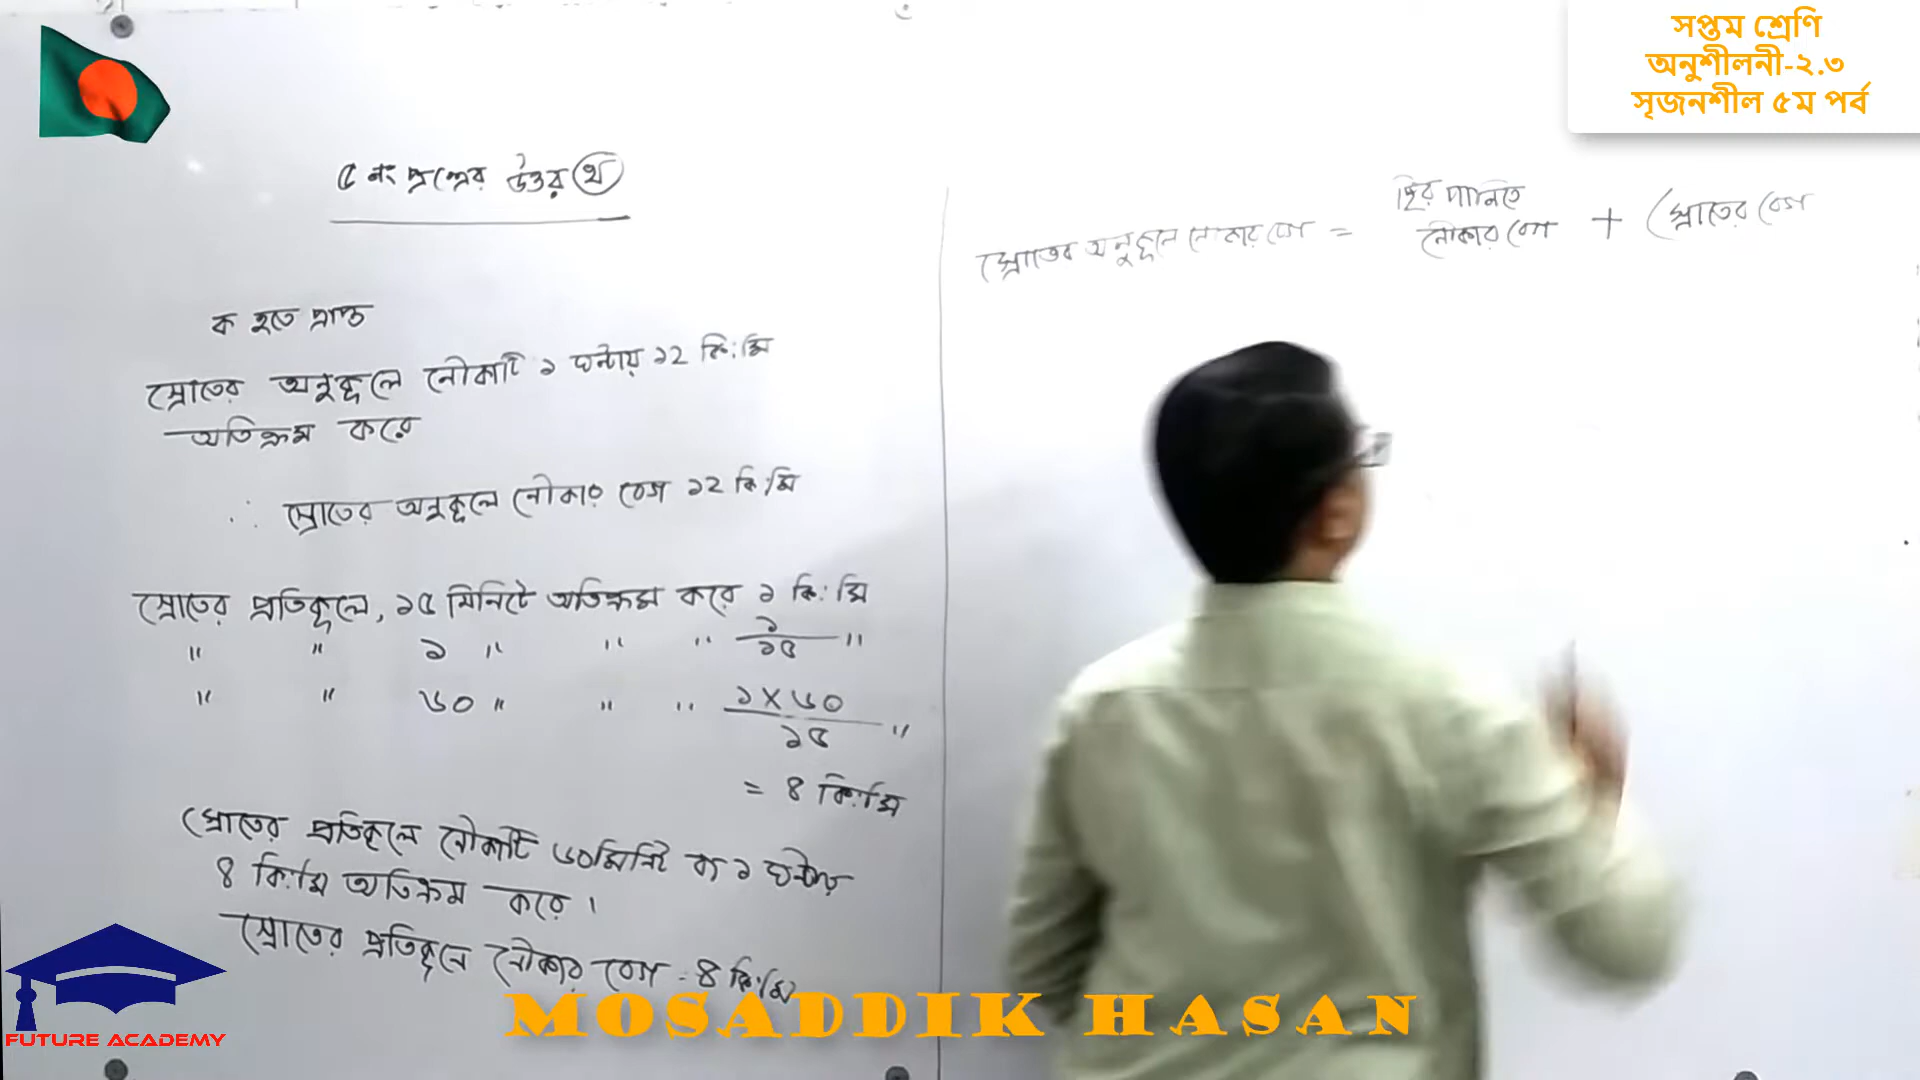 সপ্তম শ্রেণি
অনুশীলনী-২.৩
সৃজনশীল ৫ম পর্ব
৫ নং প্রশ্নের উত্তর (খ)
ক হতে প্রাপ্ত
স্রোতের অনুকূলে নৌকাটি ১ ঘন্টায় ১২ কি:মি
অতিক্রম করে
∴ স্রোতের অনুকূলে নৌকার বেগ ১২ কি:মি
স্রোতের প্রতিকূলে, ১৫ মিনিটে অতিক্রম করে ১ কি:মি
" " ১ " " " ১/১৫ "
" " ৬০ " " " ১×৬০/১৫ "
= ৪ কি:মি
স্রোতের প্রতিকূলে নৌকাটি ৬০মিনিট বা ১ ঘন্টায়
৪ কি:মি অতিক্রম করে।
স্রোতের প্রতিকূলে নৌকার বেগ = ৪ কি:মি
স্থির পানিতে
স্রোতের অনুকূলে নৌকার বেগ = নৌকার বেগ + স্রোতের বেগ
FUTURE ACADEMY
MOSADDIK HASAN